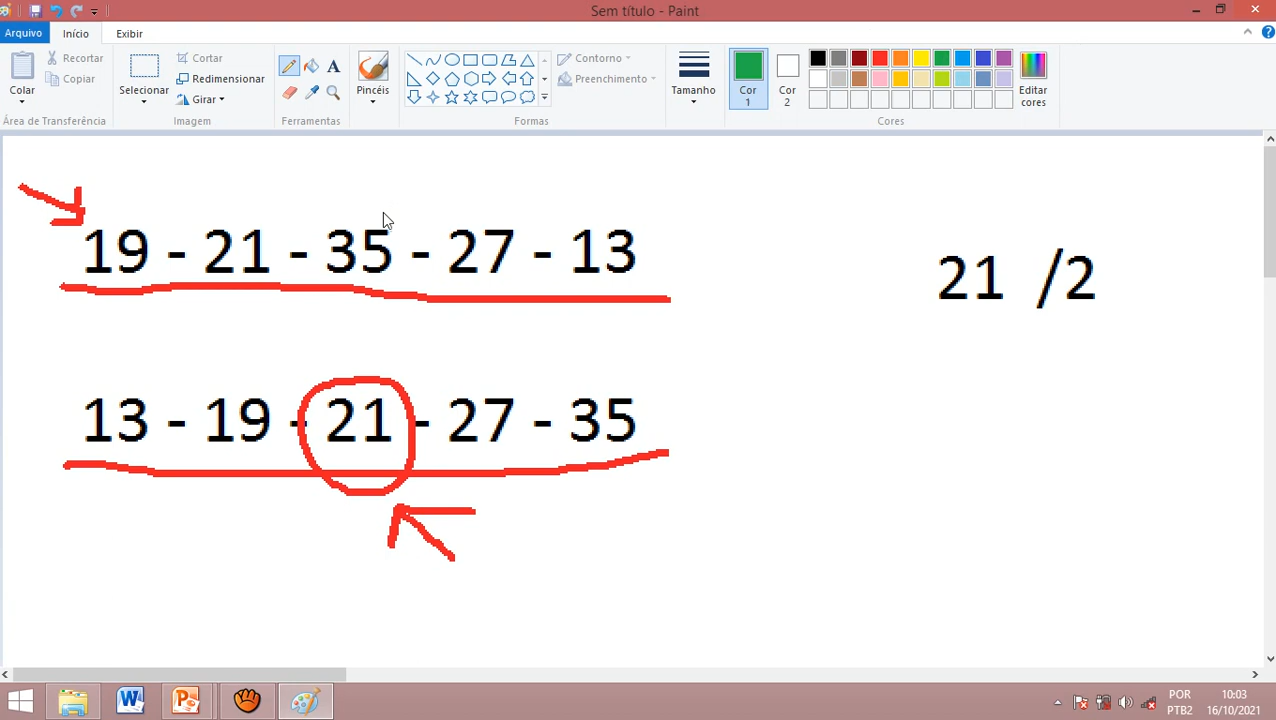 Sem título - Paint
Arquivo Início Exibir
Colar
Recortar
Copiar
Área de Transferência
Selecionar
Cortar
Redimensionar
Girar
Imagem
A
Ferramentas
Pincéis
Contorno
Preenchimento
Formas
Tamanho
Cor 1
Cor 2
Editar cores
Cores
19 - 21 - 35 - 27 - 13
21 /2
13 - 19 - 21 - 27 - 35
POR
PTB2
10:03
16/10/2021